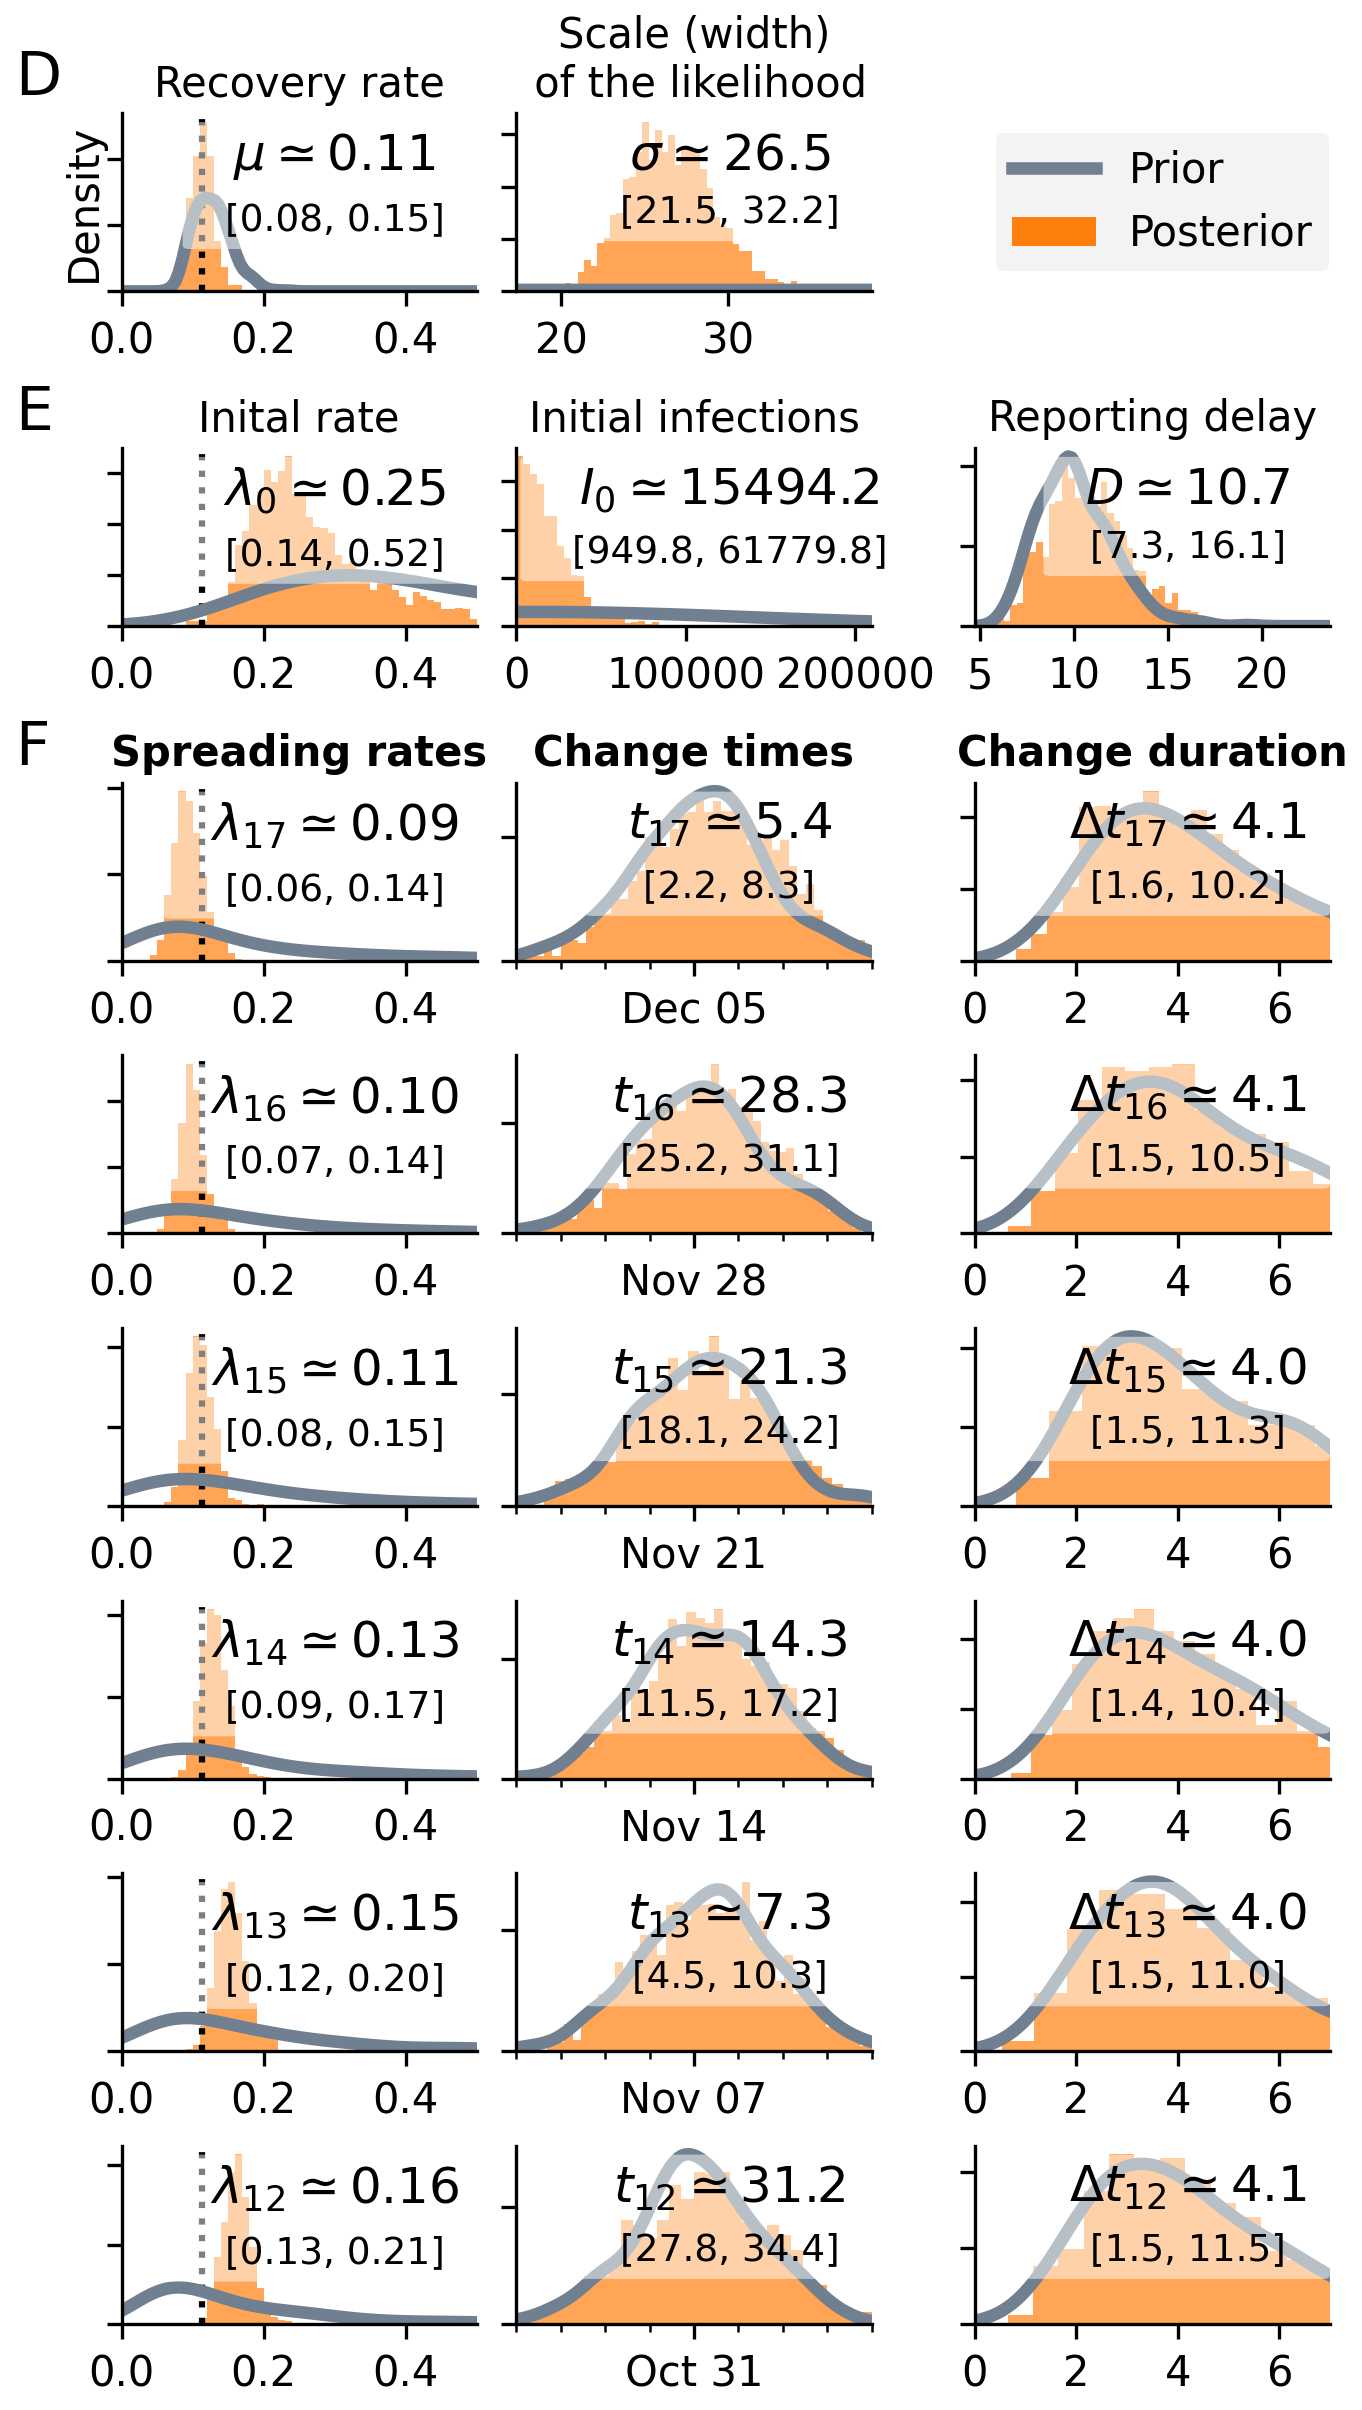 D
Recovery rate
Scale (width)
of the likelihood
Density
μ ≃ 0.11
[0.08, 0.15]
σ ≃ 26.5
[21.5, 32.2]
Prior
Posterior
0.0 0.2 0.4
20 30
E
Inital rate
Initial infections
Reporting delay
λ0 ≃ 0.25
[0.14, 0.52]
I0 ≃ 15494.2
[949.8, 61779.8]
D ≃ 10.7
[7.3, 16.1]
0.0 0.2 0.4
0 100000 200000
5 10 15 20
F
Spreading rates
Change times
Change duration
λ17 ≃ 0.09
[0.06, 0.14]
t17 ≃ 5.4
[2.2, 8.3]
Δt17 ≃ 4.1
[1.6, 10.2]
0.0 0.2 0.4
Dec 05
0 2 4 6
λ16 ≃ 0.10
[0.07, 0.14]
t16 ≃ 28.3
[25.2, 31.1]
Δt16 ≃ 4.1
[1.5, 10.5]
0.0 0.2 0.4
Nov 28
0 2 4 6
λ15 ≃ 0.11
[0.08, 0.15]
t15 ≃ 21.3
[18.1, 24.2]
Δt15 ≃ 4.0
[1.5, 11.3]
0.0 0.2 0.4
Nov 21
0 2 4 6
λ14 ≃ 0.13
[0.09, 0.17]
t14 ≃ 14.3
[11.5, 17.2]
Δt14 ≃ 4.0
[1.4, 10.4]
0.0 0.2 0.4
Nov 14
0 2 4 6
λ13 ≃ 0.15
[0.12, 0.20]
t13 ≃ 7.3
[4.5, 10.3]
Δt13 ≃ 4.0
[1.5, 11.0]
0.0 0.2 0.4
Nov 07
0 2 4 6
λ12 ≃ 0.16
[0.13, 0.21]
t12 ≃ 31.2
[27.8, 34.4]
Δt12 ≃ 4.1
[1.5, 11.5]
0.0 0.2 0.4
Oct 31
0 2 4 6